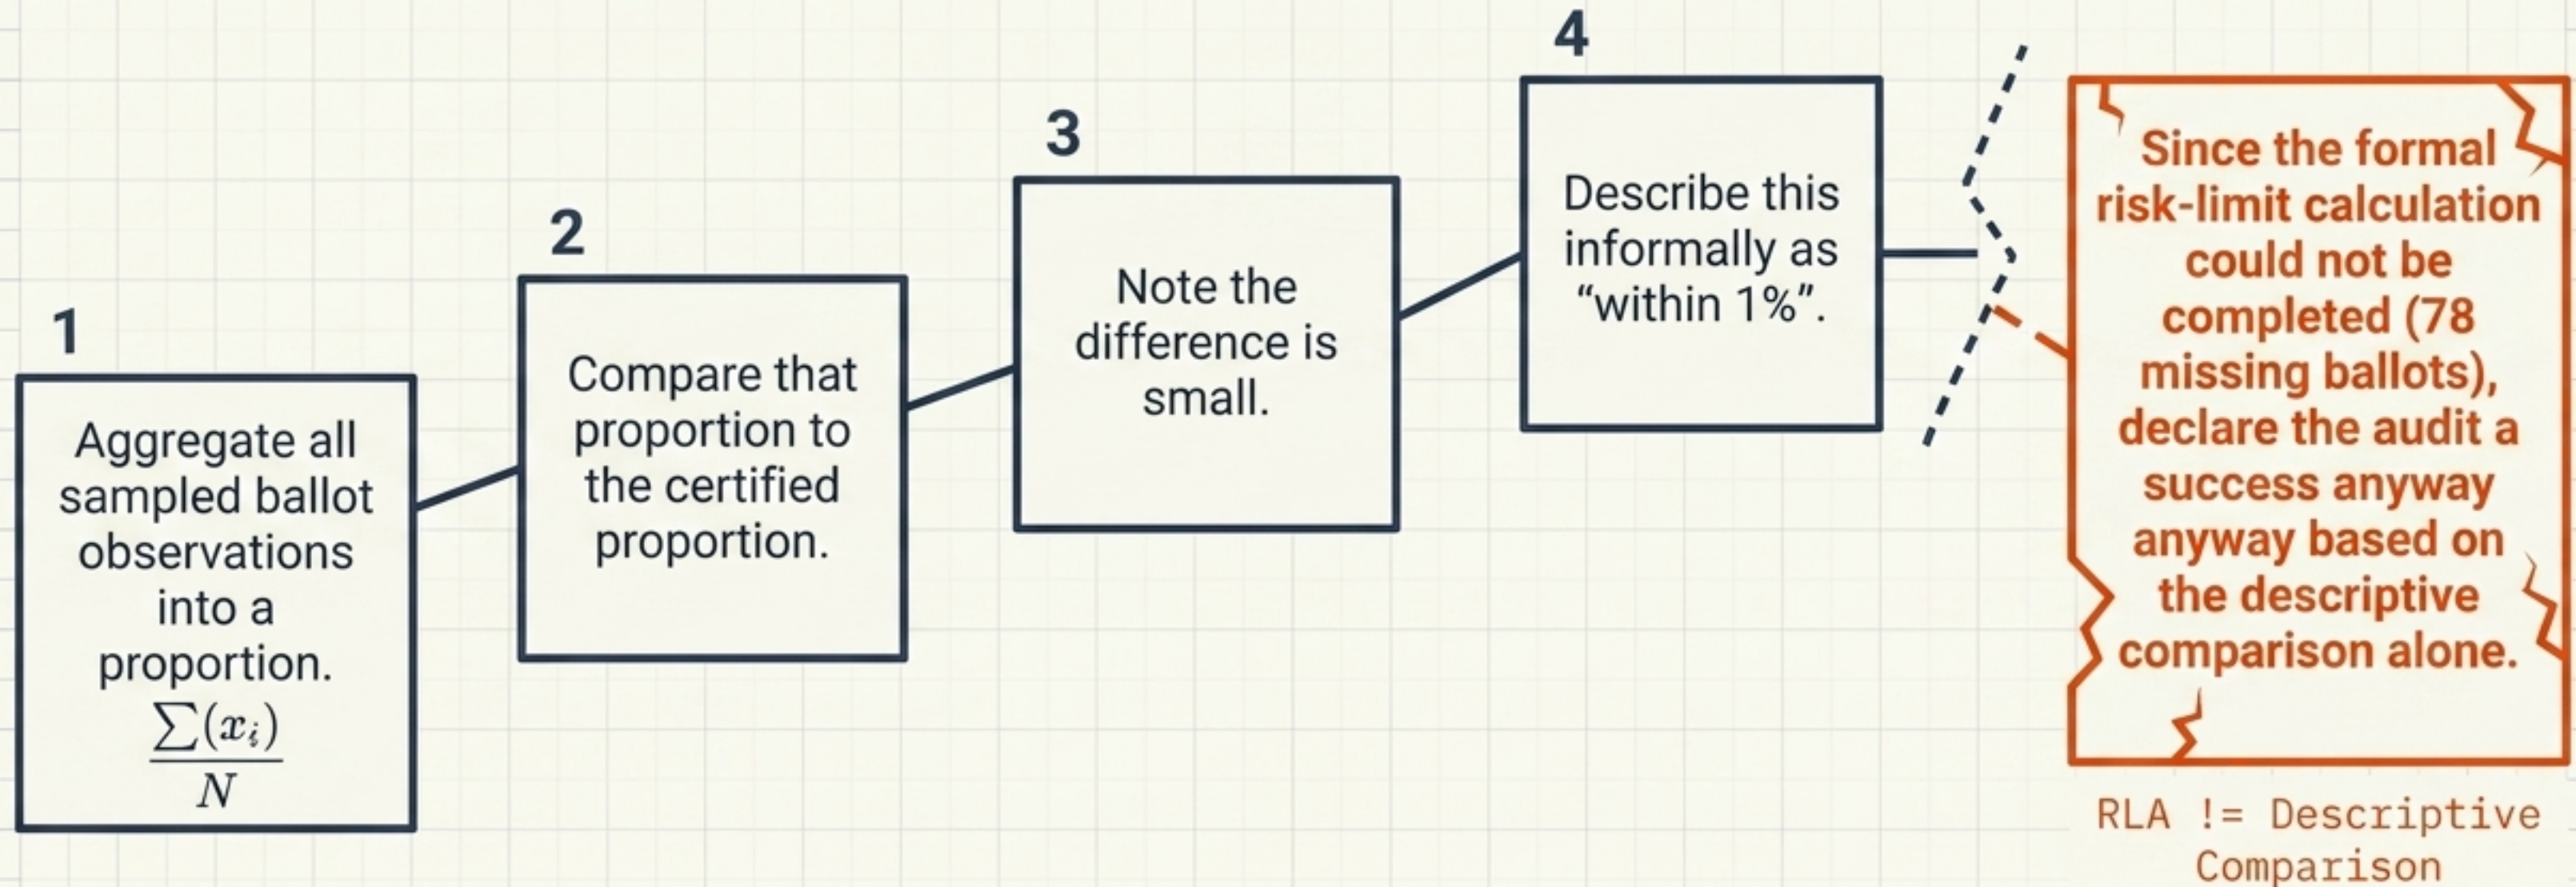 1
Aggregate all
sampled ballot
observations
into a
proportion.
∑(xᵢ)
N
2
Compare that
proportion to
the certified
proportion.
3
Note the
difference is
small.
4
Describe this
informally as
“within 1%”.
Since the formal
risk-limit calculation
could not be
completed (78
missing ballots),
declare the audit a
success anyway
anyway based on
the descriptive
comparison alone.
RLA != Descriptive
Comparison